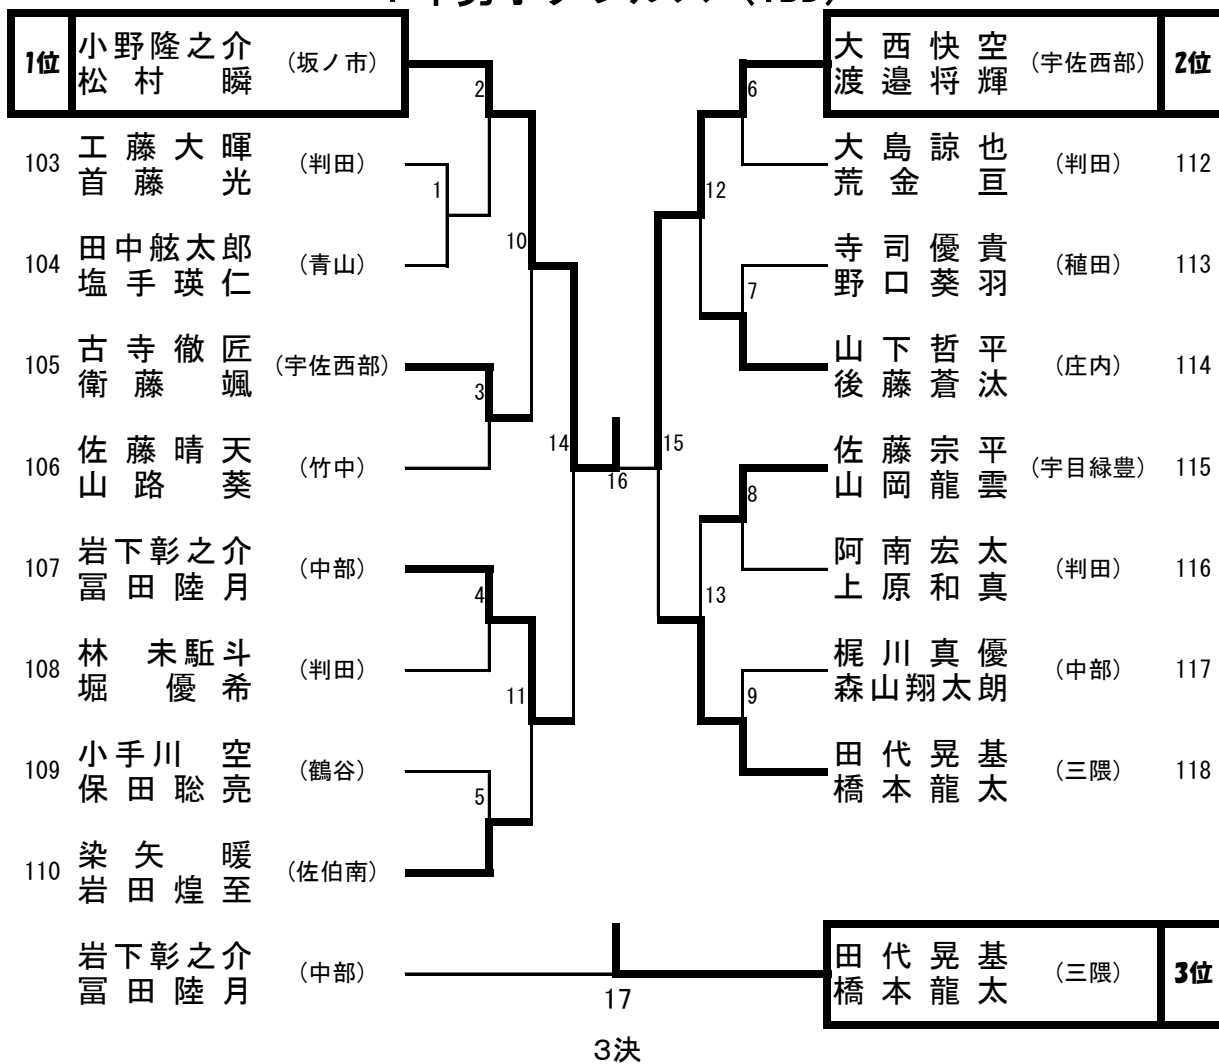 1位 小野隆之介 (坂ノ市)
松村 瞬
103 工藤大暉 (判田)
首藤 光
104 田中舷太郎 (青山)
塩手瑛仁
105 古寺徹匠 (宇佐西部)
衛藤 颯
106 佐藤晴天 (竹中)
山路 葵
107 岩下彰之介 (中部)
冨田陸月
108 林 未駈斗 (判田)
堀 優希
109 小手川 空 (鶴谷)
保田聡亮
110 染矢 暖 (佐伯南)
岩田煌至
岩下彰之介 (中部)
冨田陸月
2
1
10
3
14
4
11
5
16
6
12
7
15
8
13
9
大西快空 (宇佐西部) 2位
渡邉将輝
大島諒也 (判田) 112
荒金 亘
寺司優貴 (稙田) 113
野口葵羽
山下哲平 (庄内) 114
後藤蒼汰
佐藤宗平 (宇目緑豊) 115
山岡龍雲
阿南宏太 (判田) 116
上原和真
梶川真優 (中部) 117
森山翔太朗
田代晃基 (三隈) 118
橋本龍太
田代晃基 (三隈) 3位
橋本龍太
17
3決